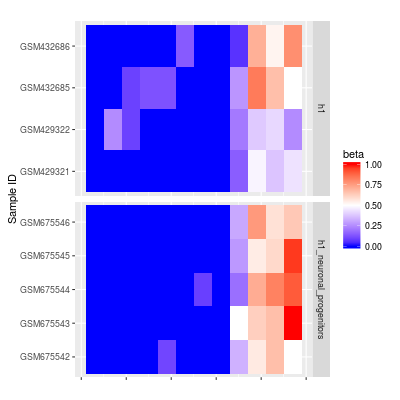 Sample ID
GSM432686
GSM432685
GSM429322
GSM429321
h1
GSM675546
GSM675545
GSM675544
GSM675543
GSM675542
h1_neuronal_progenitors
beta
1.00
0.75
0.50
0.25
0.00